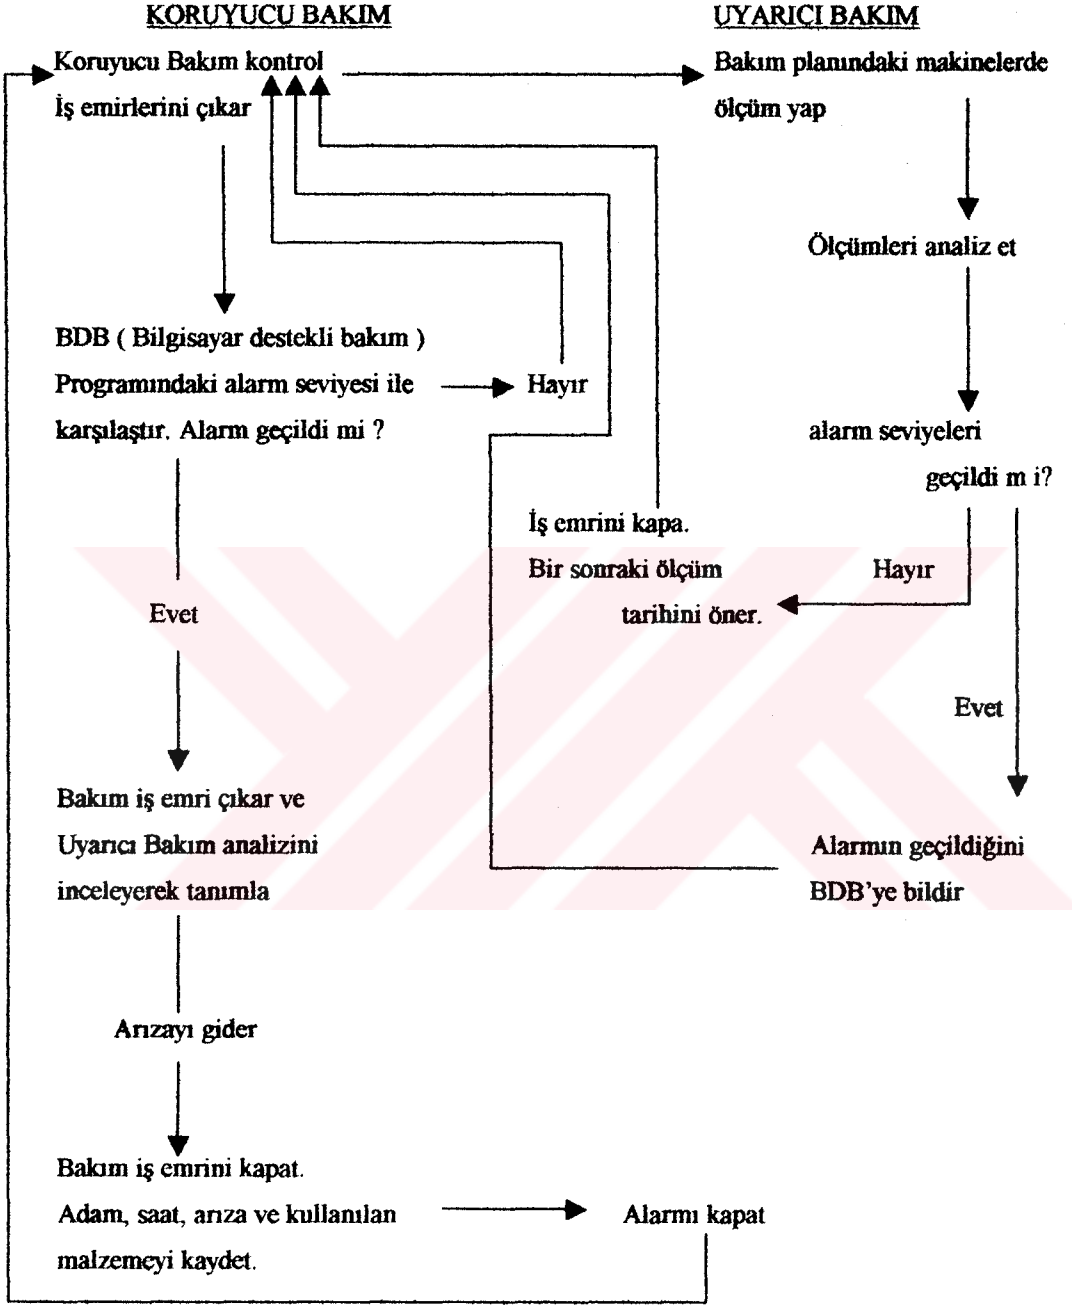 KORUYUCU BAKIM
Koruyucu Bakım kontrol
İş emirlerini çıkar
BDB ( Bilgisayar destekli bakım )
Programındaki alarm seviyesi ile
karşılaştır. Alarm geçildi mi ?
Hayır
Evet
Bakım iş emri çıkar ve
Uyarıcı Bakım analizini
inceleyerek tanımla
Arızayı gider
Bakım iş emrini kapat.
Adam, saat, arıza ve kullanılan
malzemeyi kaydet.
Alarmı kapat
UYARICI BAKIM
Bakım planındaki makinelerde
ölçüm yap
Ölçümleri analiz et
alarm seviyeleri
geçildi m i?
Hayır
İş emrini kapa.
Bir sonraki ölçüm
tarihini öner.
Evet
Alarmın geçildiğini
BDB'ye bildir